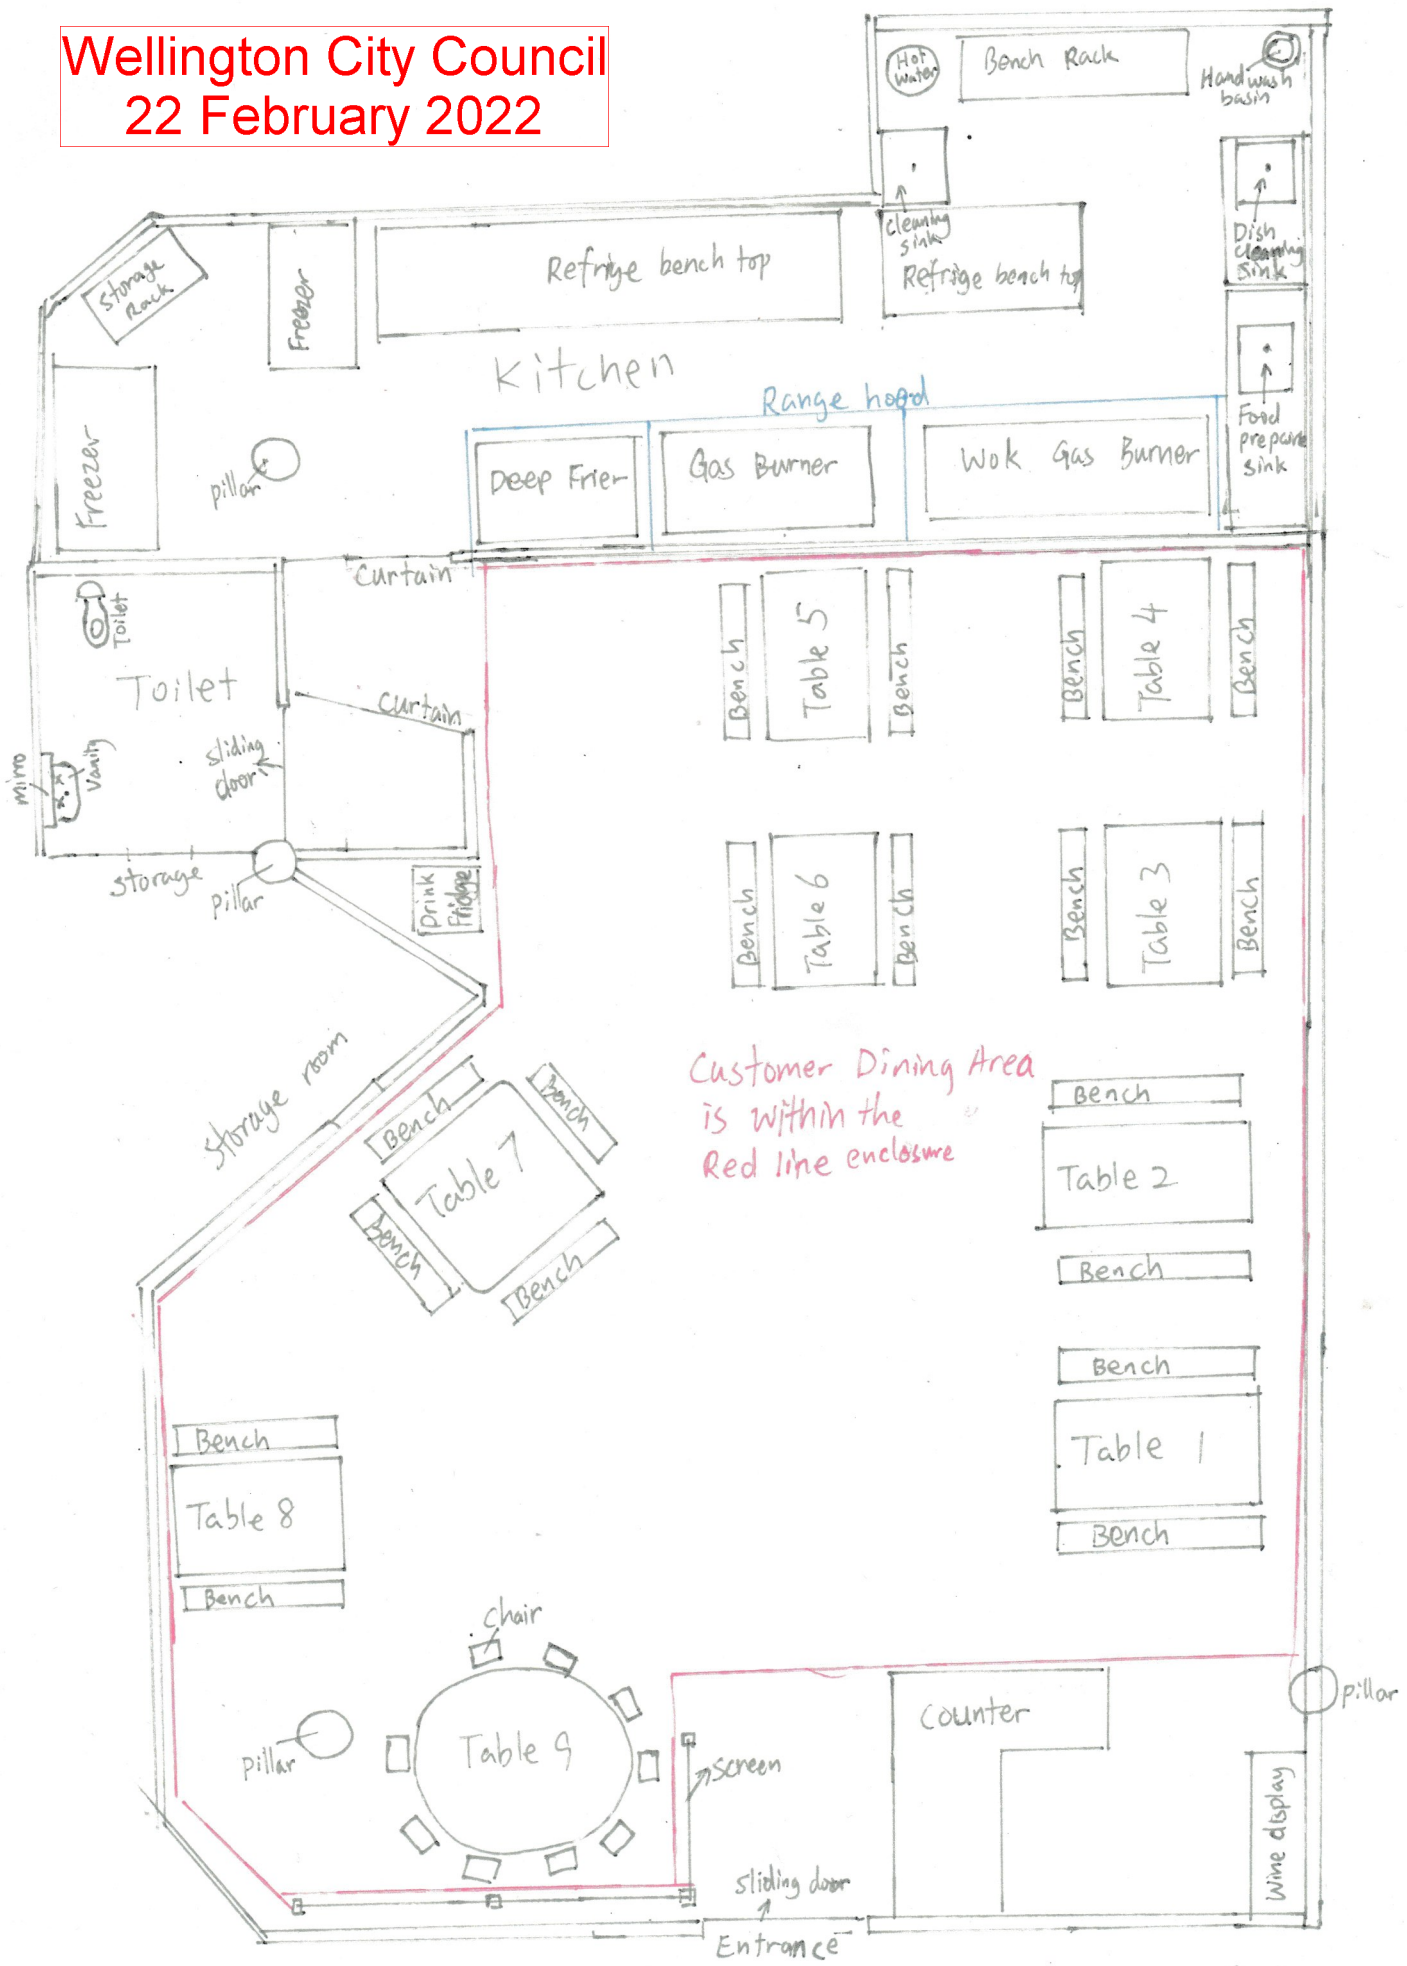 Wellington City Council
22 February 2022
Hot
water
Bench Rack
Handwash
basin
cleaning
sink
Dish
cleaning
sink
Storage
Rack
Freezer
Refrige bench top
Refrige bench top
Kitchen
Range hood
Freezer
pillar
Deep Frier
Gas Burner
Wok Gas Burner
Food
prepare
sink
curtain
Toilet
Toilet
curtain
sliding
door
mirro
vanity
storage
pillar
Drink
Fridge
Bench
Table 5
Bench
Bench
Table 4
Bench
Bench
Table 6
Bench
Bench
Table 3
Bench
Storage room
Customer Dining Area
is within the
Red line enclosure
Bench
Bench
Table 7
Bench
Bench
Bench
Table 2
Bench
Bench
Table 1
Bench
Bench
Table 8
Bench
chair
Table 9
pillar
screen
counter
pillar
Wine display
sliding door
Entrance